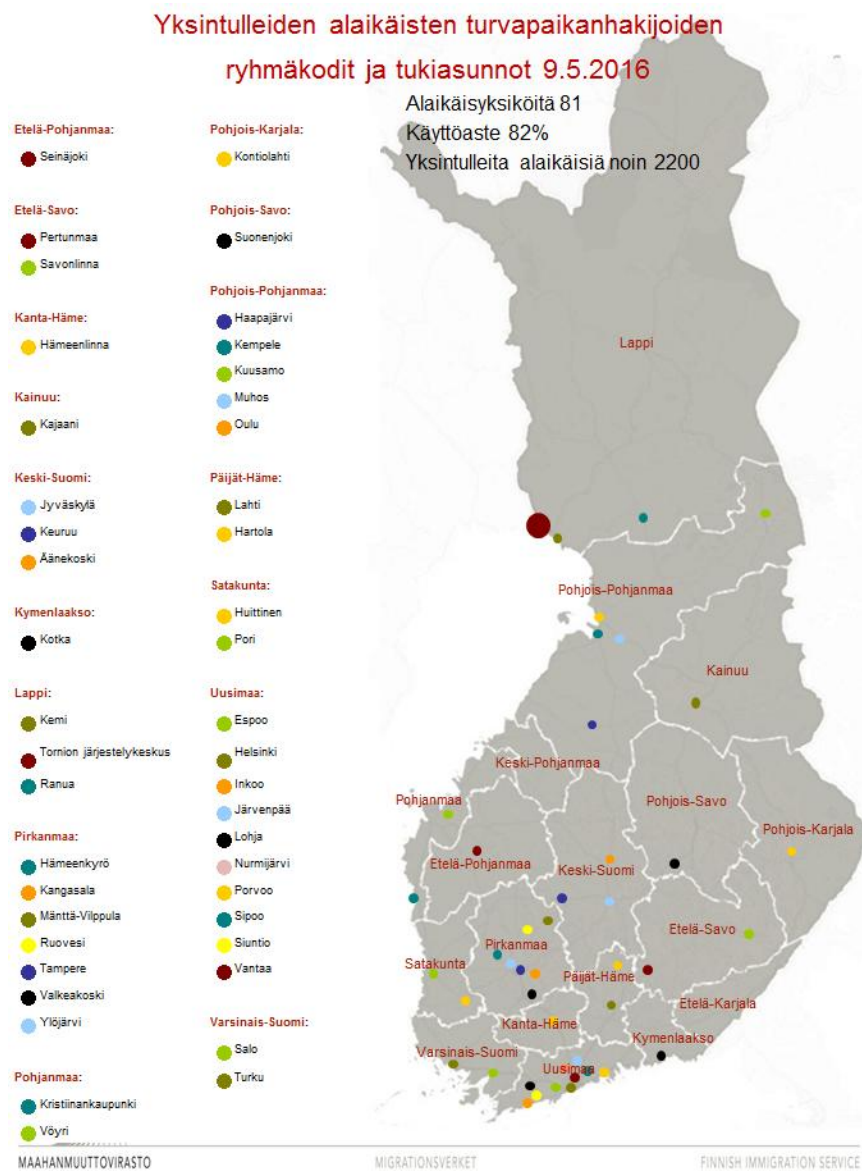 Yksintulleiden alaikäisten turvapaikanhakijoiden
ryhmäkodit ja tukiasunnot 9.5.2016
Alaikäisyksiköitä 81
Käyttöaste 82%
Yksintulleita alaikäisiä noin 2200
Etelä-Pohjanmaa:
Seinäjoki
Etelä-Savo:
Pertunmaa
Savonlinna
Kanta-Häme:
Hämeenlinna
Kainuu:
Kajaani
Keski-Suomi:
Jyväskylä
Keuruu
Äänekoski
Kymenlaakso:
Kotka
Lappi:
Kemi
Tornion järjestelykeskus
Ranua
Pirkanmaa:
Hämeenkyrö
Kangasala
Mänttä-Vilppula
Ruovesi
Tampere
Valkeakoski
Ylöjärvi
Pohjanmaa:
Kristiinankaupunki
Vöyri
Pohjois-Karjala:
Kontiolahti
Pohjois-Savo:
Suonenjoki
Pohjois-Pohjanmaa:
Haapajärvi
Kempele
Kuusamo
Muhos
Oulu
Päijät-Häme:
Lahti
Hartola
Satakunta:
Huittinen
Pori
Uusimaa:
Espoo
Helsinki
Inkoo
Järvenpää
Lohja
Nurmijärvi
Porvoo
Sipoo
Siuntio
Vantaa
Varsinais-Suomi:
Salo
Turku
Lappi
Pohjois-Pohjanmaa
Kainuu
Keski-Pohjanmaa
Pohjanmaa
Pohjois-Savo
Pohjois-Karjala
Etelä-Pohjanmaa
Keski-Suomi
Etelä-Savo
Pirkanmaa
Satakunta
Päijät-Häme
Etelä-Karjala
Kanta-Häme
Kymenlaakso
Varsinais-Suomi
Uusimaa
MAAHANMUUTTOVIRASTO
MIGRATIONSVERKET
FINNISH IMMIGRATION SERVICE